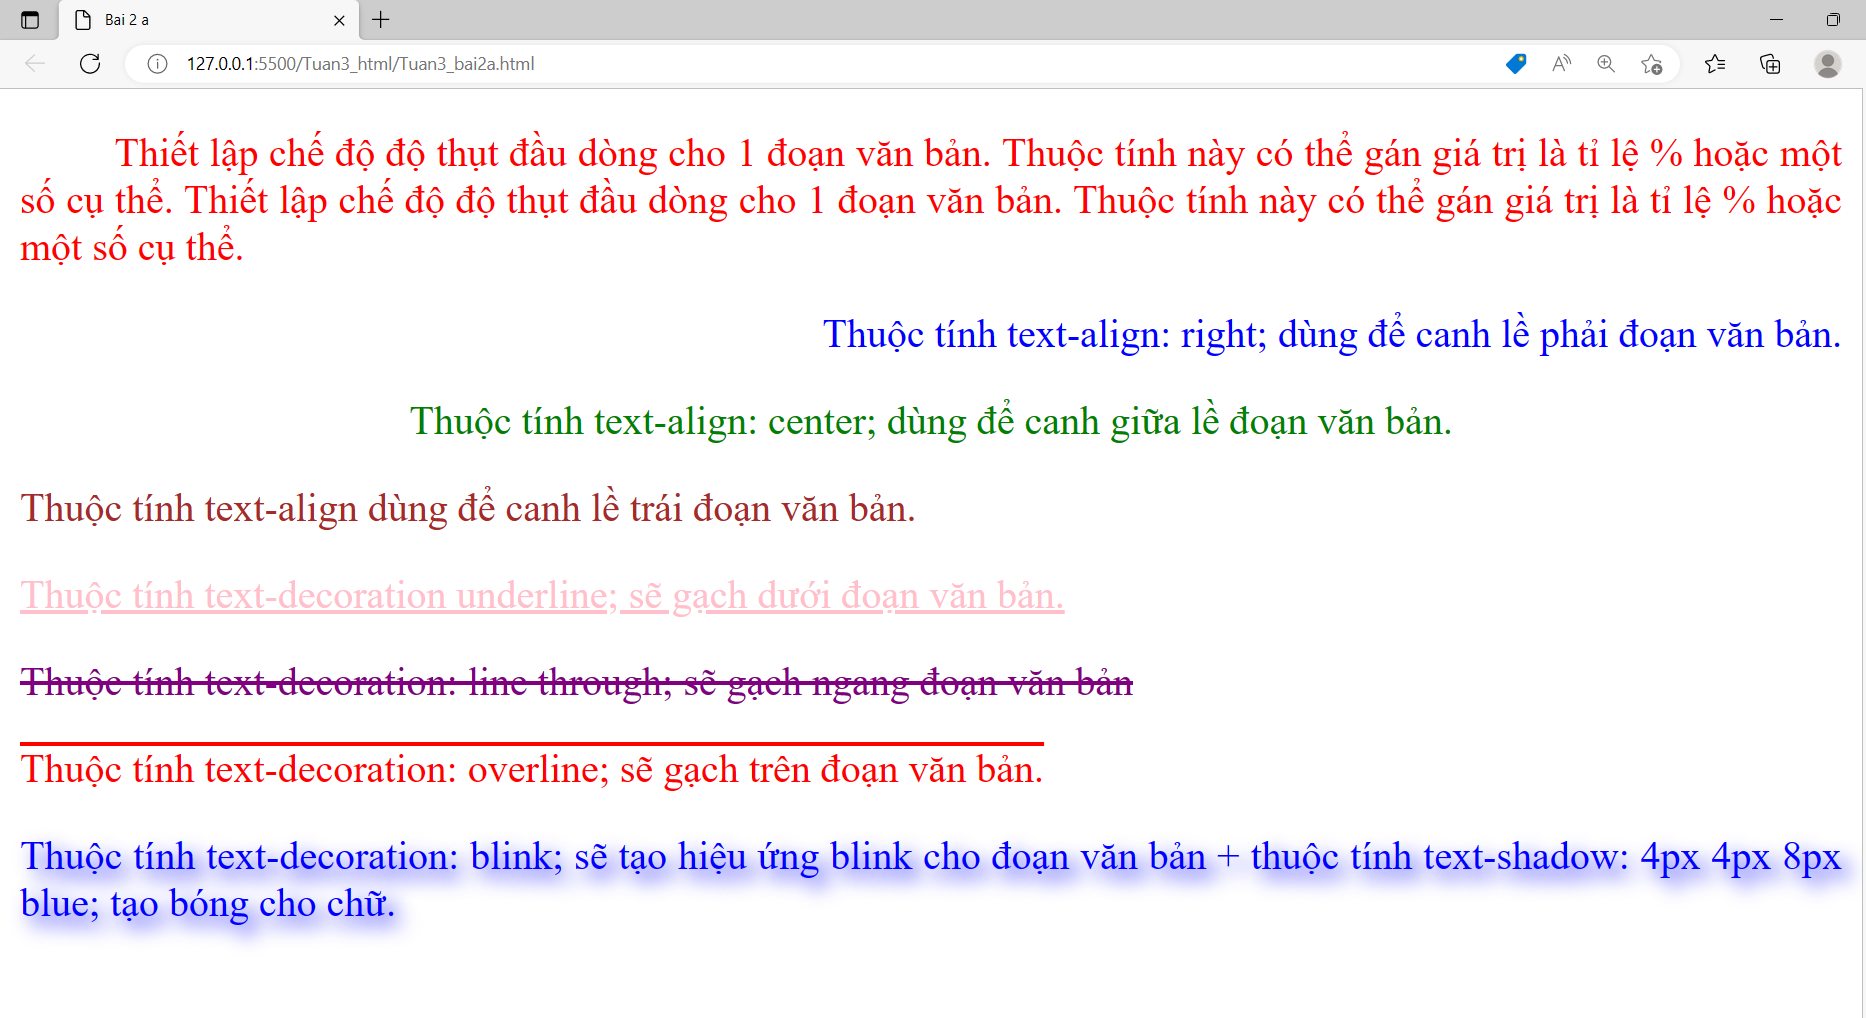 Bai 2 a
127.0.0.1:5500/Tuan3_html/Tuan3_bai2a.html
Thiết lập chế độ độ thụt đầu dòng cho 1 đoạn văn bản. Thuộc tính này có thể gán giá trị là tỉ lệ % hoặc một
số cụ thể. Thiết lập chế độ độ thụt đầu dòng cho 1 đoạn văn bản. Thuộc tính này có thể gán giá trị là tỉ lệ % hoặc
một số cụ thể.
Thuộc tính text-align: right; dùng để canh lề phải đoạn văn bản.
Thuộc tính text-align: center; dùng để canh giữa lề đoạn văn bản.
Thuộc tính text-align dùng để canh lề trái đoạn văn bản.
Thuộc tính text-decoration underline; sẽ gạch dưới đoạn văn bản.
Thuộc tính text-decoration: line through; sẽ gạch ngang đoạn văn bản
Thuộc tính text-decoration: overline; sẽ gạch trên đoạn văn bản.
Thuộc tính text-decoration: blink; sẽ tạo hiệu ứng blink cho đoạn văn bản + thuộc tính text-shadow: 4px 4px 8px
blue; tạo bóng cho chữ.